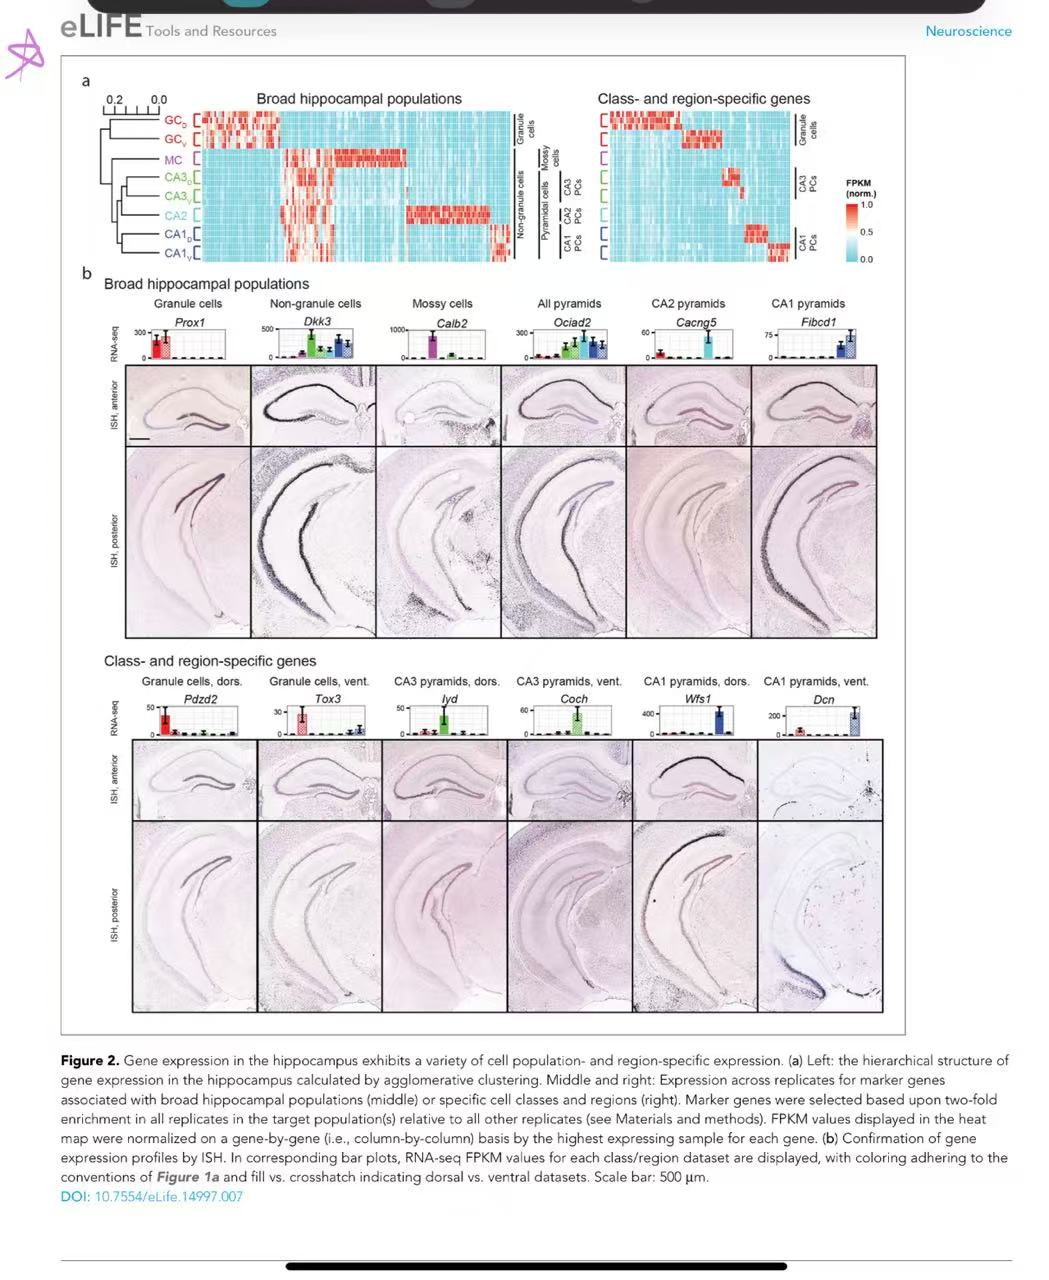 eLIFE Tools and Resources
Neuroscience
a
0.2 0.0
Broad hippocampal populations
Class- and region-specific genes
GCD
GCV
MC
CA3D
CA3V
CA2
CA1D
CA1V
Granule cells
Non-granule cells
Mossy cells
Pyramidal cells
CA3 PCs
CA2 PCs
CA1 PCs
Granule cells
CA3 PCs
CA1 PCs
FPKM
(norm.)
1.0
0.5
0.0
b
Broad hippocampal populations
Granule cells Non-granule cells Mossy cells All pyramids CA2 pyramids CA1 pyramids
Prox1 Dkk3 Calb2 Ociad2 Cacng5 Fibcd1
RNA-seq
300 0 500 0 1000 0 300 0 60 0 75 0
ISH, anterior
ISH, posterior
Class- and region-specific genes
Granule cells, dors. Granule cells, vent. CA3 pyramids, dors. CA3 pyramids, vent. CA1 pyramids, dors. CA1 pyramids, vent.
Pdzd2 Tox3 Iyd Coch Wfs1 Dcn
RNA-seq
50 0 30 0 50 0 60 0 400 0 200 0
ISH, anterior
ISH, posterior
Figure 2. Gene expression in the hippocampus exhibits a variety of cell population- and region-specific expression. (a) Left: the hierarchical structure of
gene expression in the hippocampus calculated by agglomerative clustering. Middle and right: Expression across replicates for marker genes
associated with broad hippocampal populations (middle) or specific cell classes and regions (right). Marker genes were selected based upon two-fold
enrichment in all replicates in the target population(s) relative to all other replicates (see Materials and methods). FPKM values displayed in the heat
map were normalized on a gene-by-gene (i.e., column-by-column) basis by the highest expressing sample for each gene. (b) Confirmation of gene
expression profiles by ISH. In corresponding bar plots, RNA-seq FPKM values for each class/region dataset are displayed, with coloring adhering to the
conventions of Figure 1a and fill vs. crosshatch indicating dorsal vs. ventral datasets. Scale bar: 500 μm.
DOI: 10.7554/eLife.14997.007